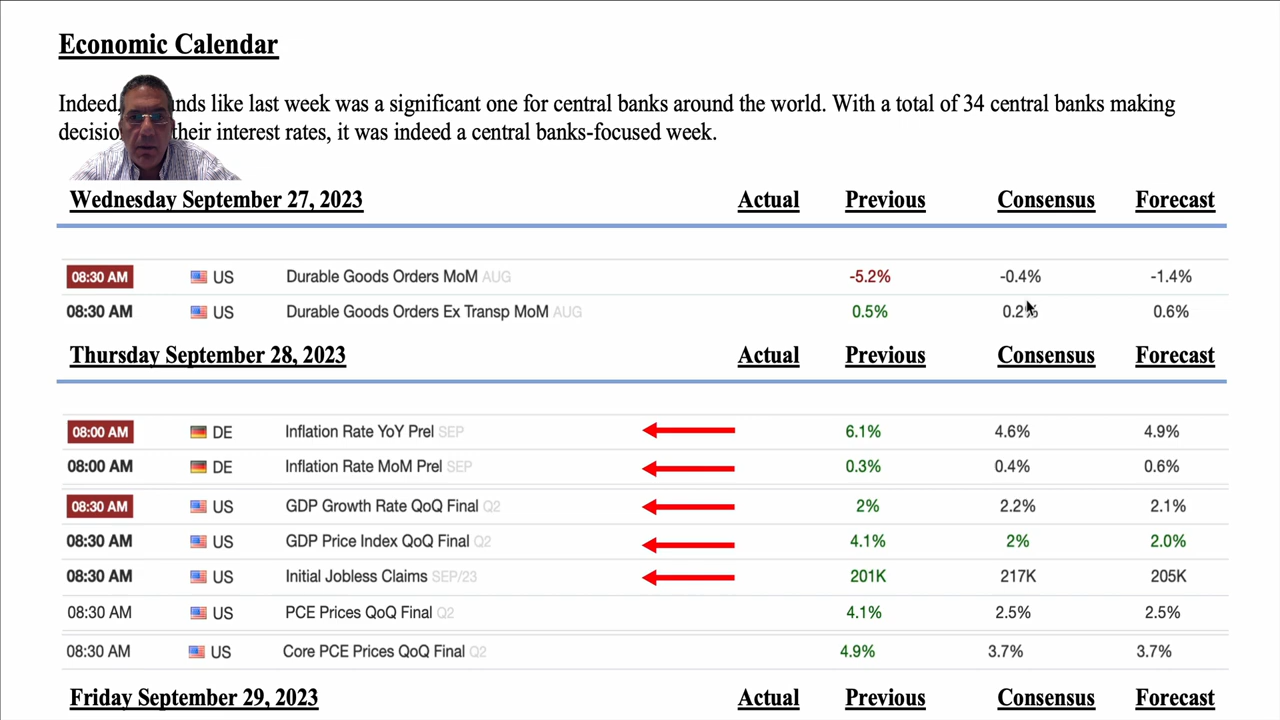 Economic Calendar
Indeed, nds like last week was a significant one for central banks around the world. With a total of 34 central banks making
decisio their interest rates, it was indeed a central banks-focused week.
Wednesday September 27, 2023 Actual Previous Consensus Forecast
08:30 AM US Durable Goods Orders MoM AUG -5.2% -0.4% -1.4%
08:30 AM US Durable Goods Orders Ex Transp MoM AUG 0.5% 0.2% 0.6%
Thursday September 28, 2023 Actual Previous Consensus Forecast
08:00 AM DE Inflation Rate YoY Prel SEP 6.1% 4.6% 4.9%
08:00 AM DE Inflation Rate MoM Prel SEP 0.3% 0.4% 0.6%
08:30 AM US GDP Growth Rate QoQ Final Q2 2% 2.2% 2.1%
08:30 AM US GDP Price Index QoQ Final Q2 4.1% 2% 2.0%
08:30 AM US Initial Jobless Claims SEP/23 201K 217K 205K
08:30 AM US PCE Prices QoQ Final Q2 4.1% 2.5% 2.5%
08:30 AM US Core PCE Prices QoQ Final Q2 4.9% 3.7% 3.7%
Friday September 29, 2023 Actual Previous Consensus Forecast